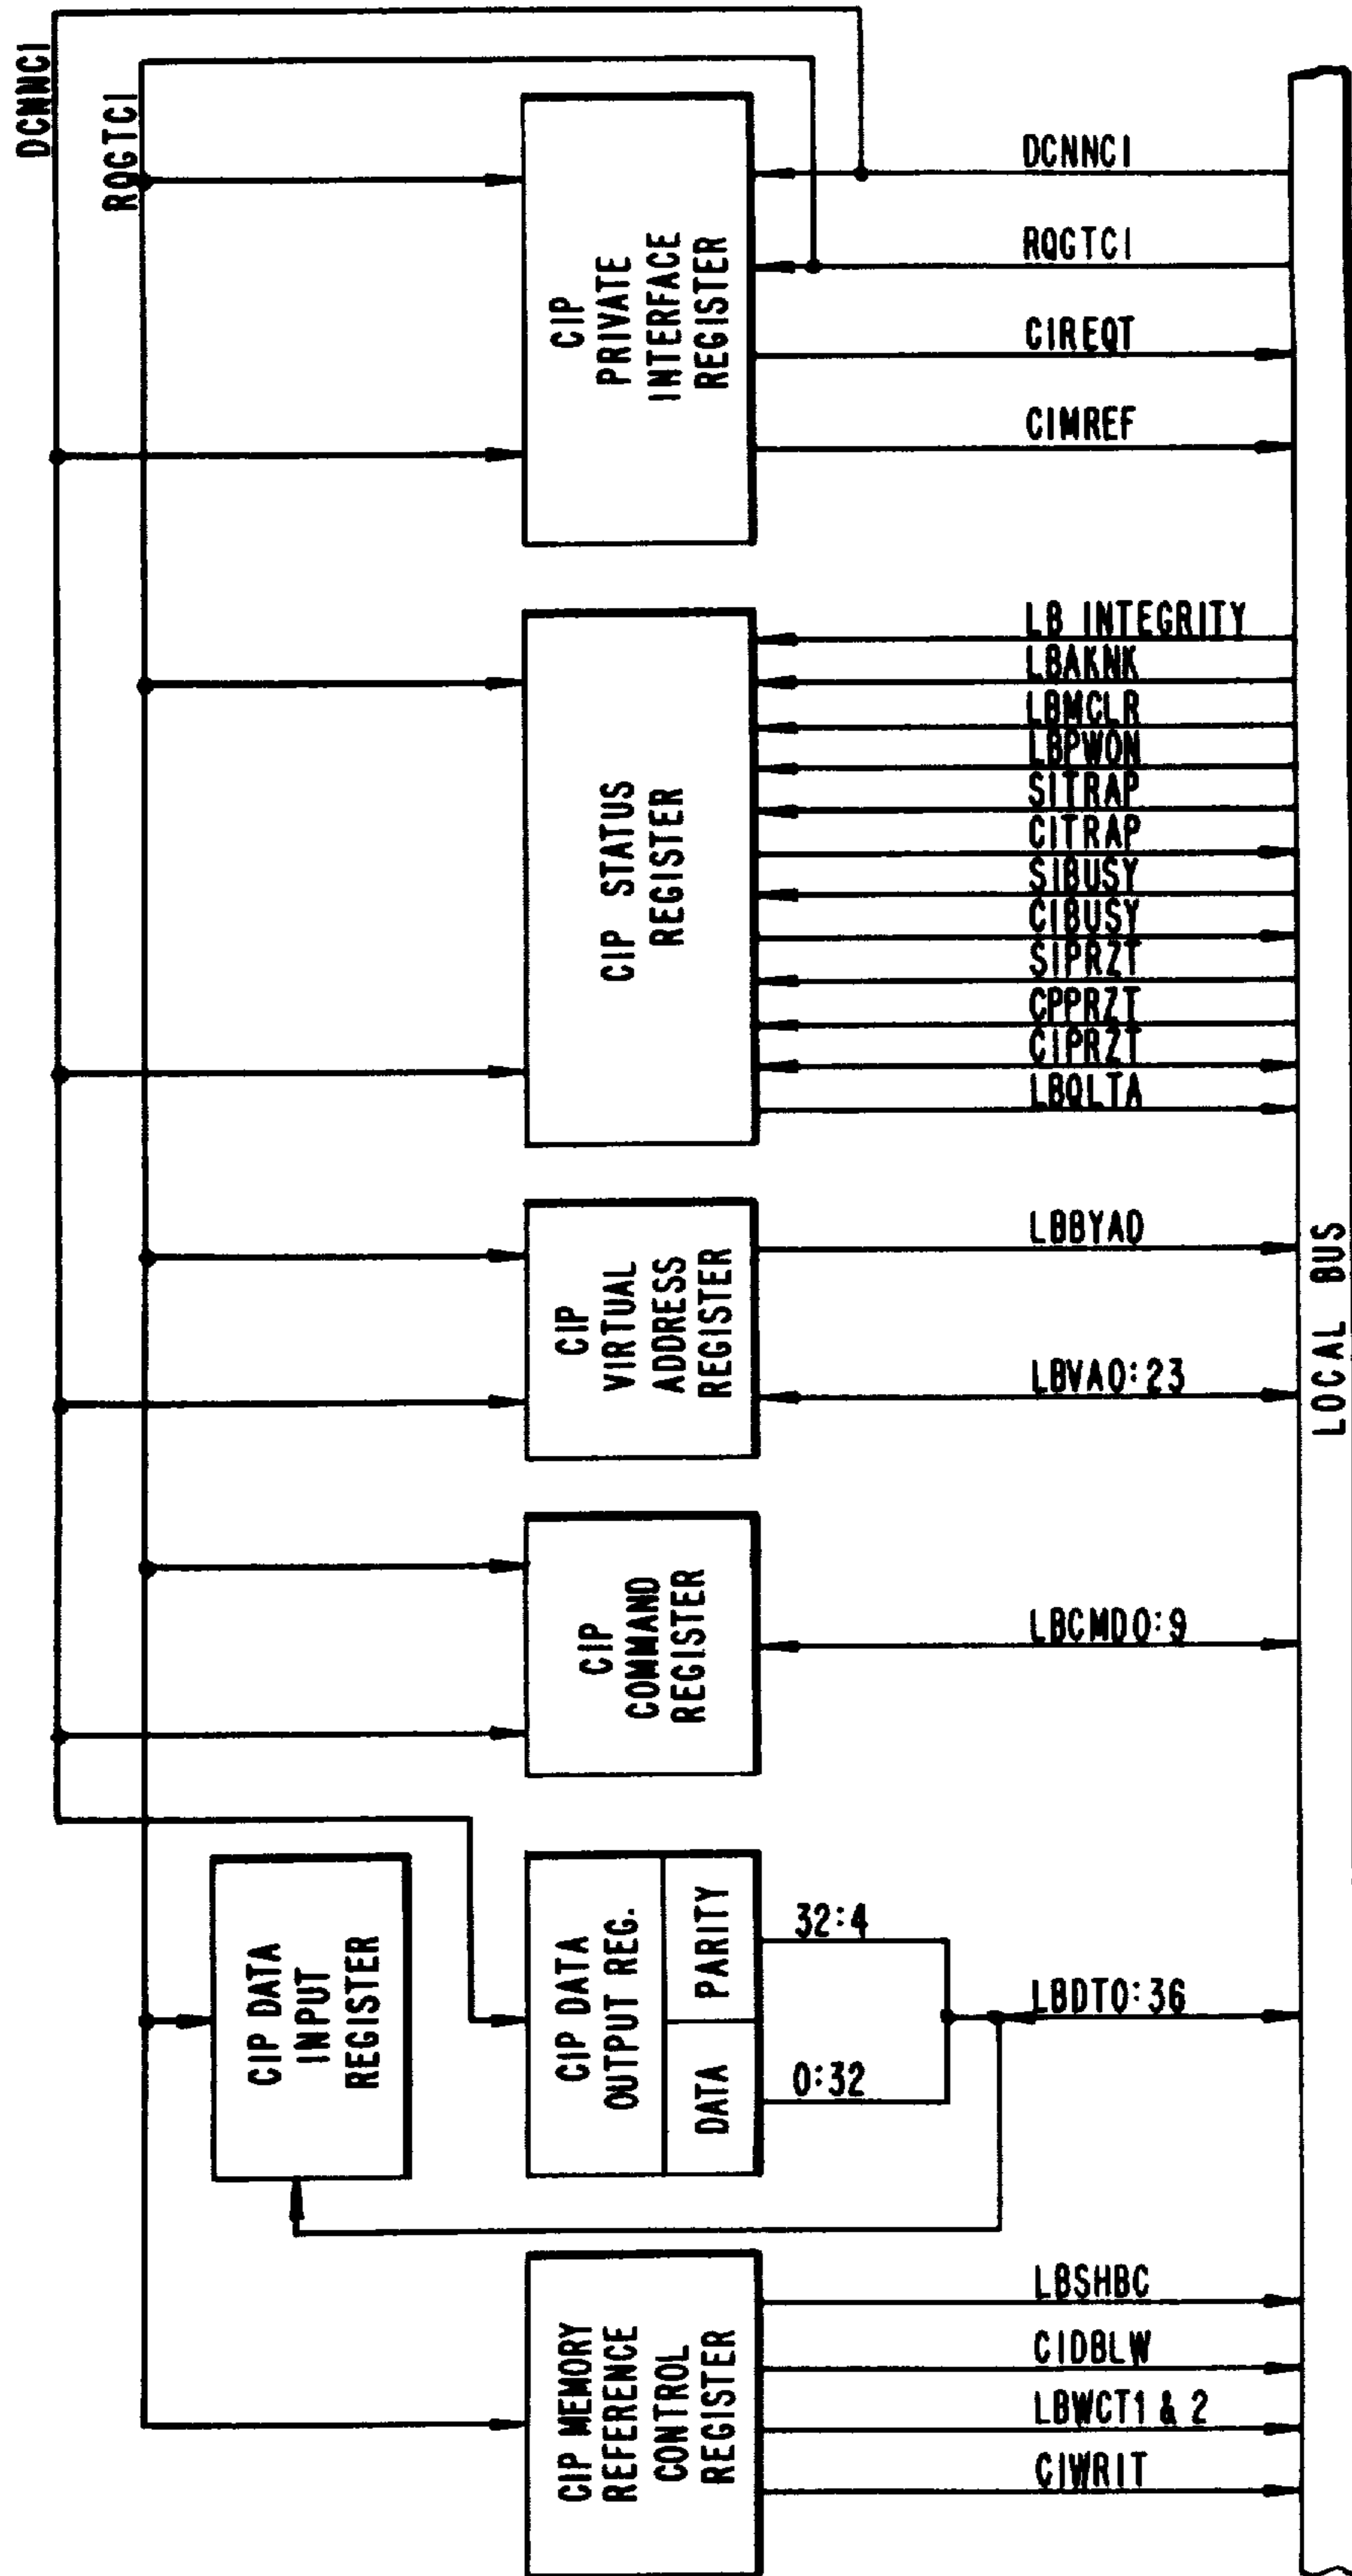 DCNNCI
RQGTCI
CIP
PRIVATE
INTERFACE
REGISTER
DCNNCI
RQGTCI
CIREQT
CIMREF
CIP STATUS
REGISTER
LB INTEGRITY
LBAKNK
LBMCLR
LBPWON
SITRAP
CITRAP
SIBUSY
CIBUSY
SIPRZT
CPPRZT
CIPRZT
LBQLTA
CIP
VIRTUAL
ADDRESS
REGISTER
LBBYAD
LBVA0:23
CIP
COMMAND
REGISTER
LBCMD0:9
CIP DATA
INPUT
REGISTER
CIP DATA
OUTPUT REG.
DATA
PARITY
32:4
0:32
LBDT0:36
CIP MEMORY
REFERENCE
CONTROL
REGISTER
LBSHBC
CIDBLW
LBWCT1 & 2
CIWRIT
LOCAL BUS